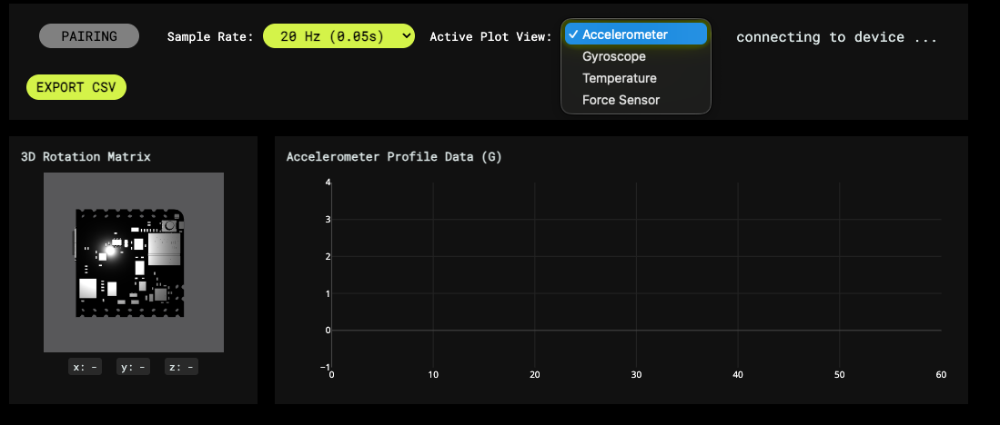 PAIRING
Sample Rate: 20 Hz (0.05s)
Active Plot View:
✓ Accelerometer
Gyroscope
Temperature
Force Sensor
connecting to device ...
EXPORT CSV
3D Rotation Matrix
x: -
y: -
z: -
Accelerometer Profile Data (G)
4
3
2
1
0
−1
0
10
20
30
40
50
60